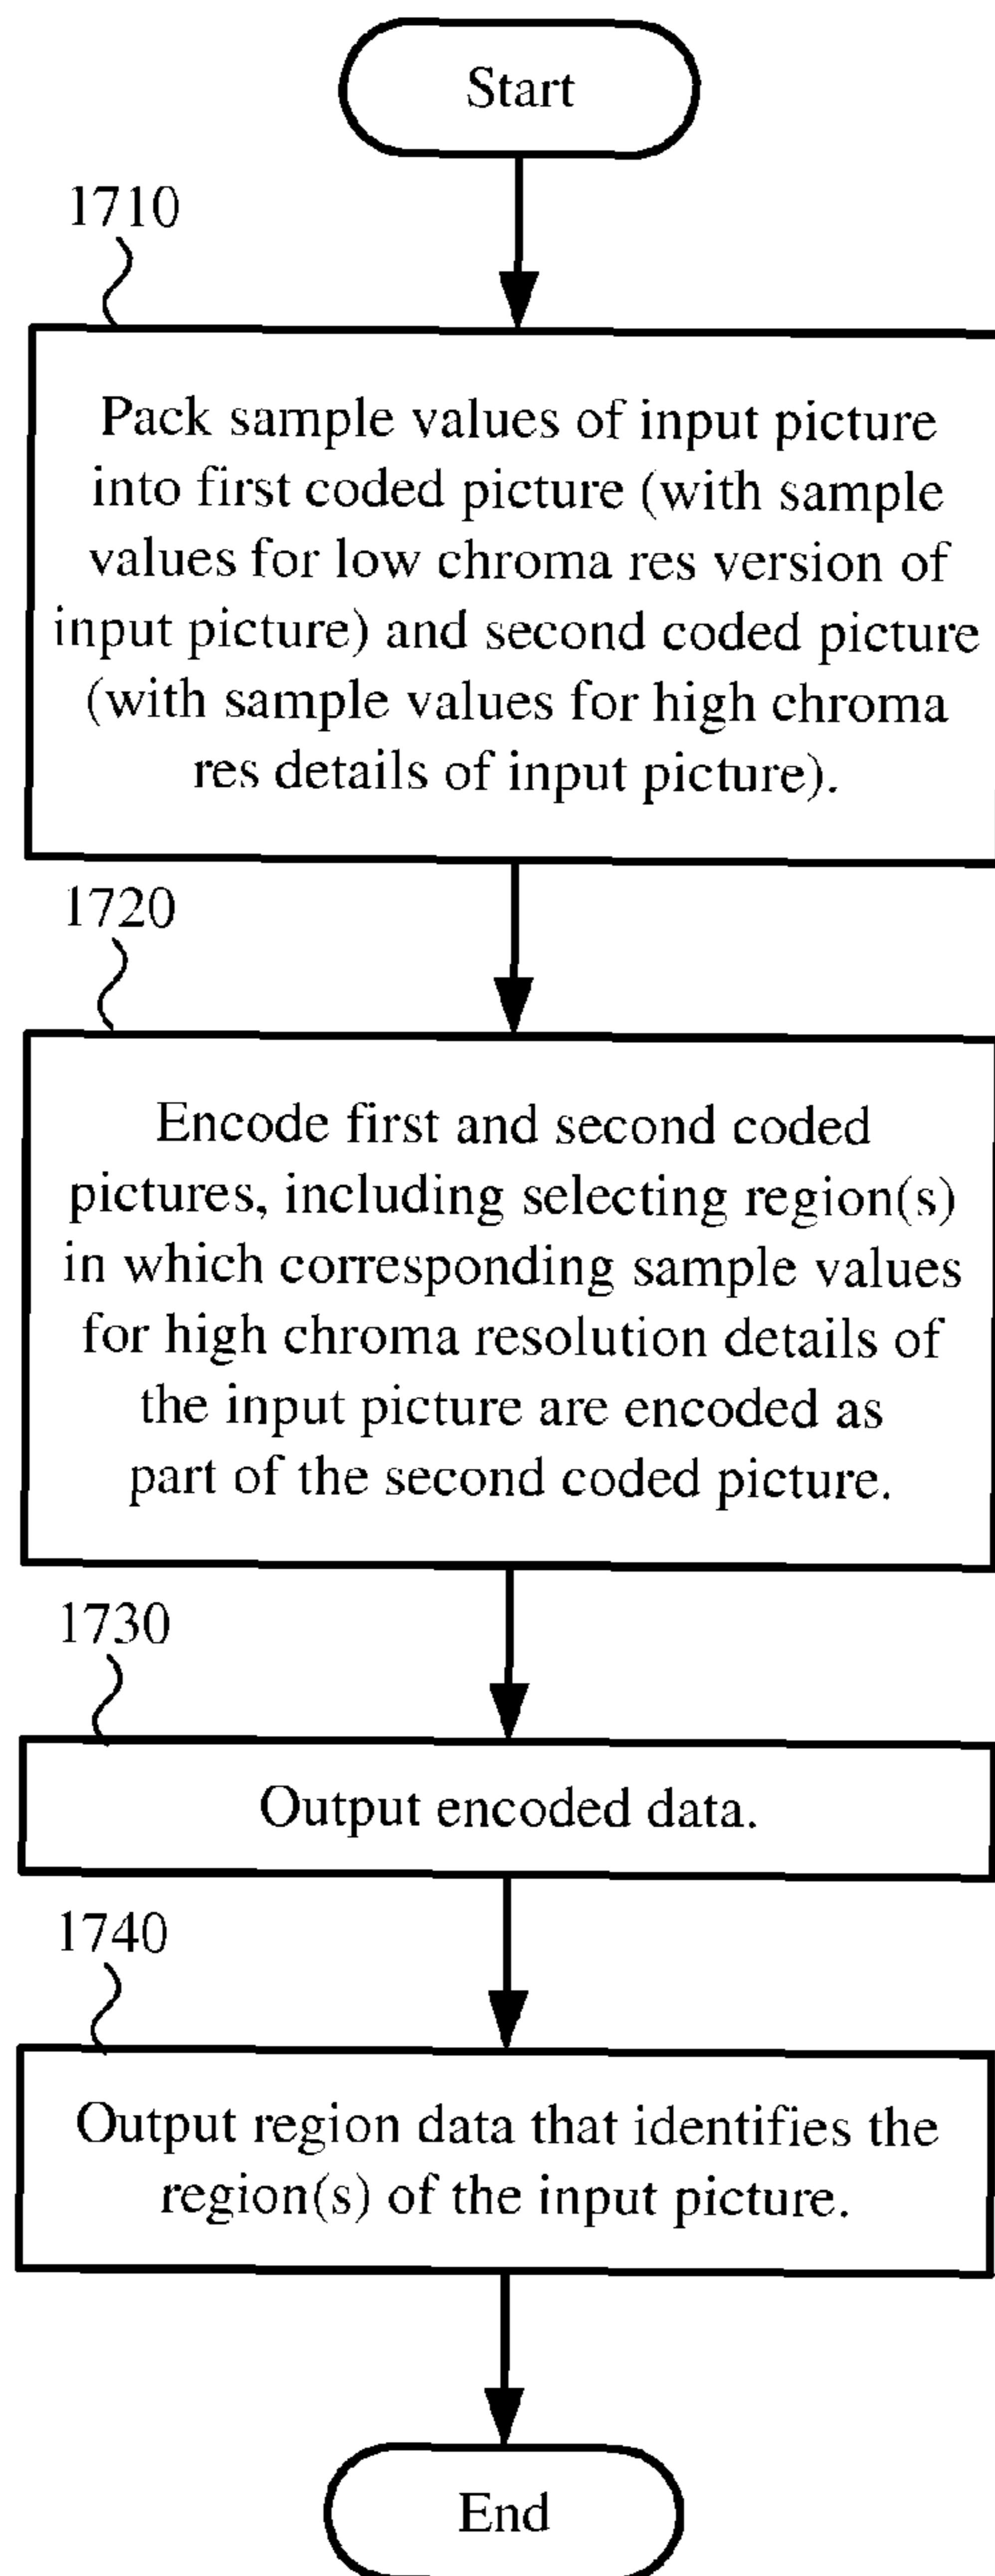 Start
1710
Pack sample values of input picture
into first coded picture (with sample
values for low chroma res version of
input picture) and second coded picture
(with sample values for high chroma
res details of input picture).
1720
Encode first and second coded
pictures, including selecting region(s)
in which corresponding sample values
for high chroma resolution details of
the input picture are encoded as
part of the second coded picture.
1730
Output encoded data.
1740
Output region data that identifies the
region(s) of the input picture.
End